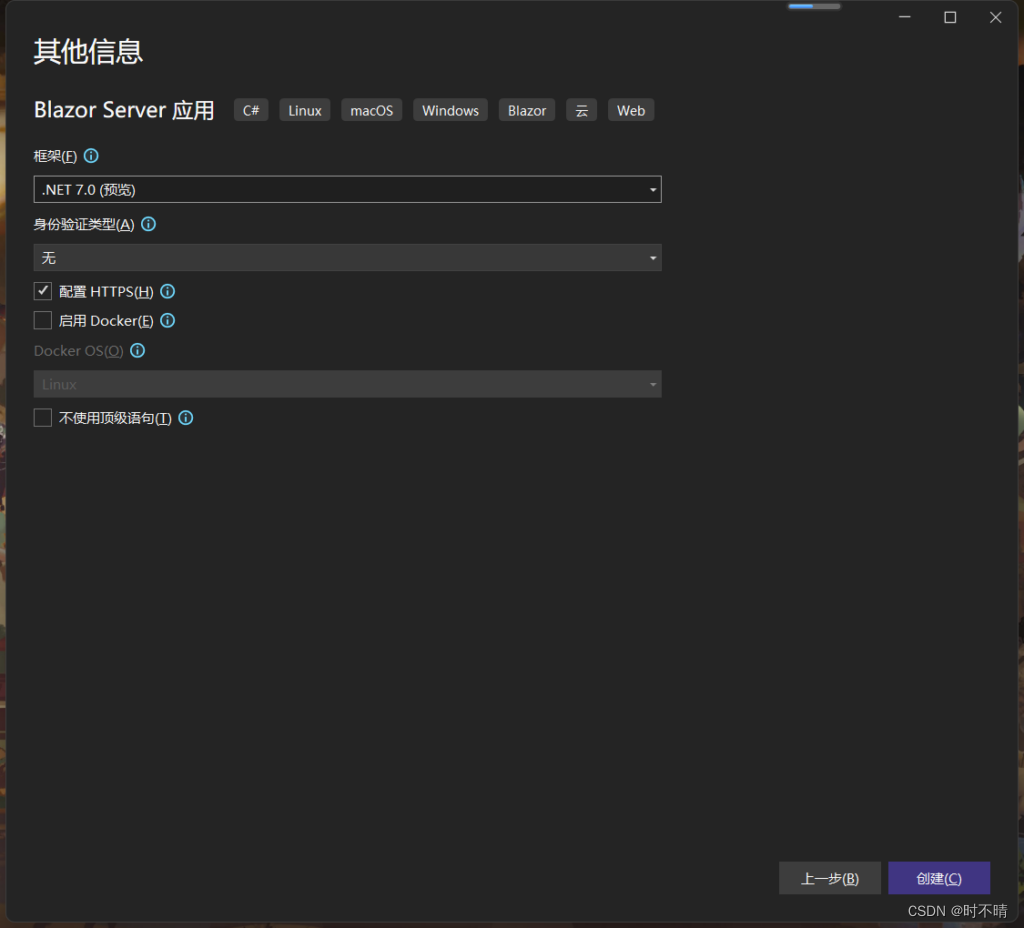 其他信息
Blazor Server 应用 C# Linux macOS Windows Blazor 云 Web
框架(F)
.NET 7.0 (预览)
身份验证类型(A)
无
配置 HTTPS(H)
启用 Docker(E)
Docker OS(O)
Linux
不使用顶级语句(T)
上一步(B) 创建(C)
CSDN @时不晴